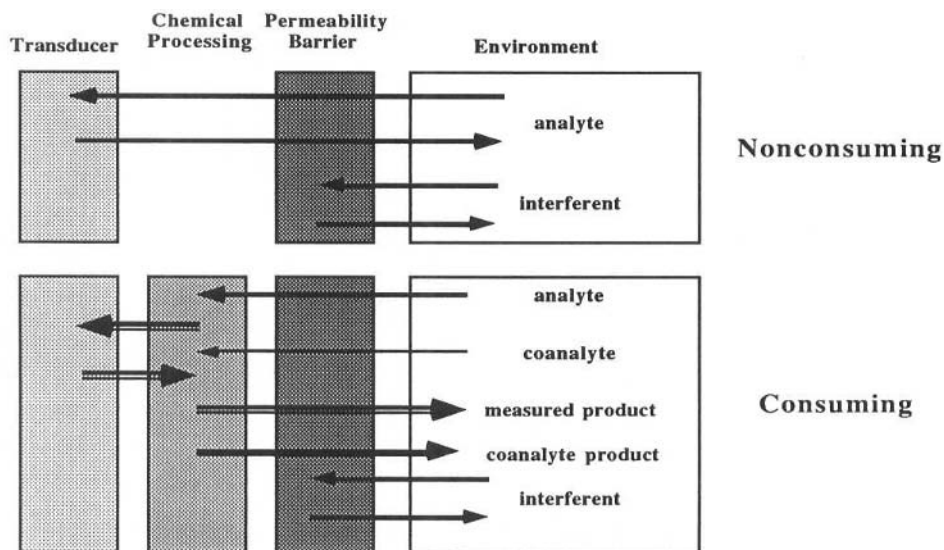 Transducer
Chemical
Processing
Permeability
Barrier
Environment
analyte
interferent
Nonconsuming
analyte
coanalyte
measured product
coanalyte product
interferent
Consuming